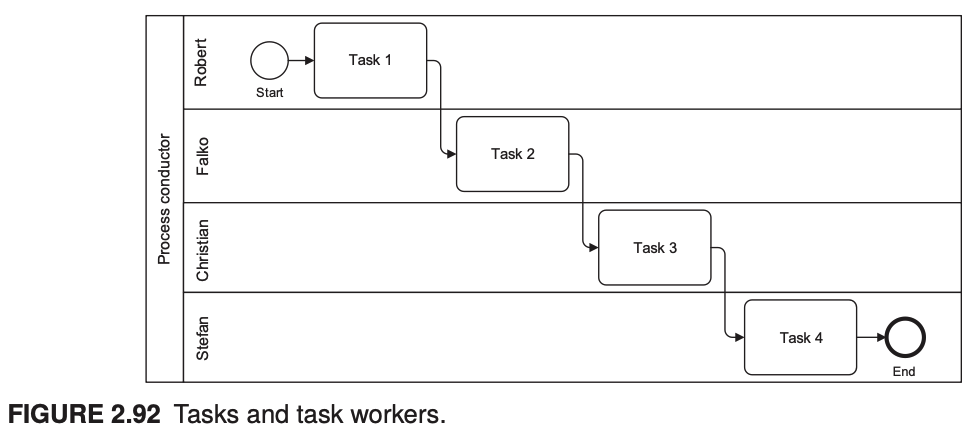 Process conductor
Robert
Start
Task 1
Falko
Task 2
Christian
Task 3
Stefan
Task 4
End
FIGURE 2.92 Tasks and task workers.